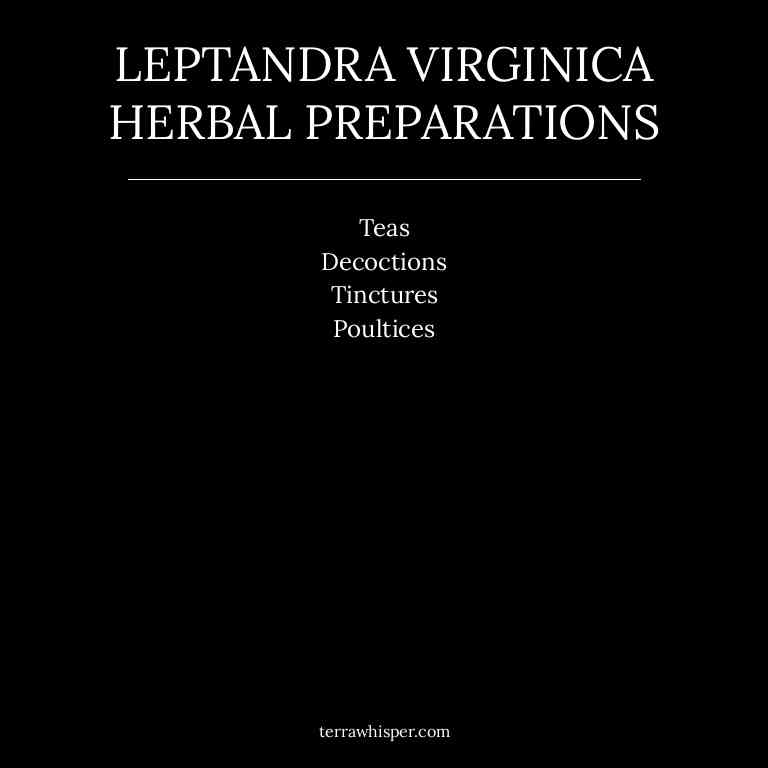 LEPTANDRA VIRGINICA
HERBAL PREPARATIONS
Teas
Decoctions
Tinctures
Poultices
terrawhisper.com